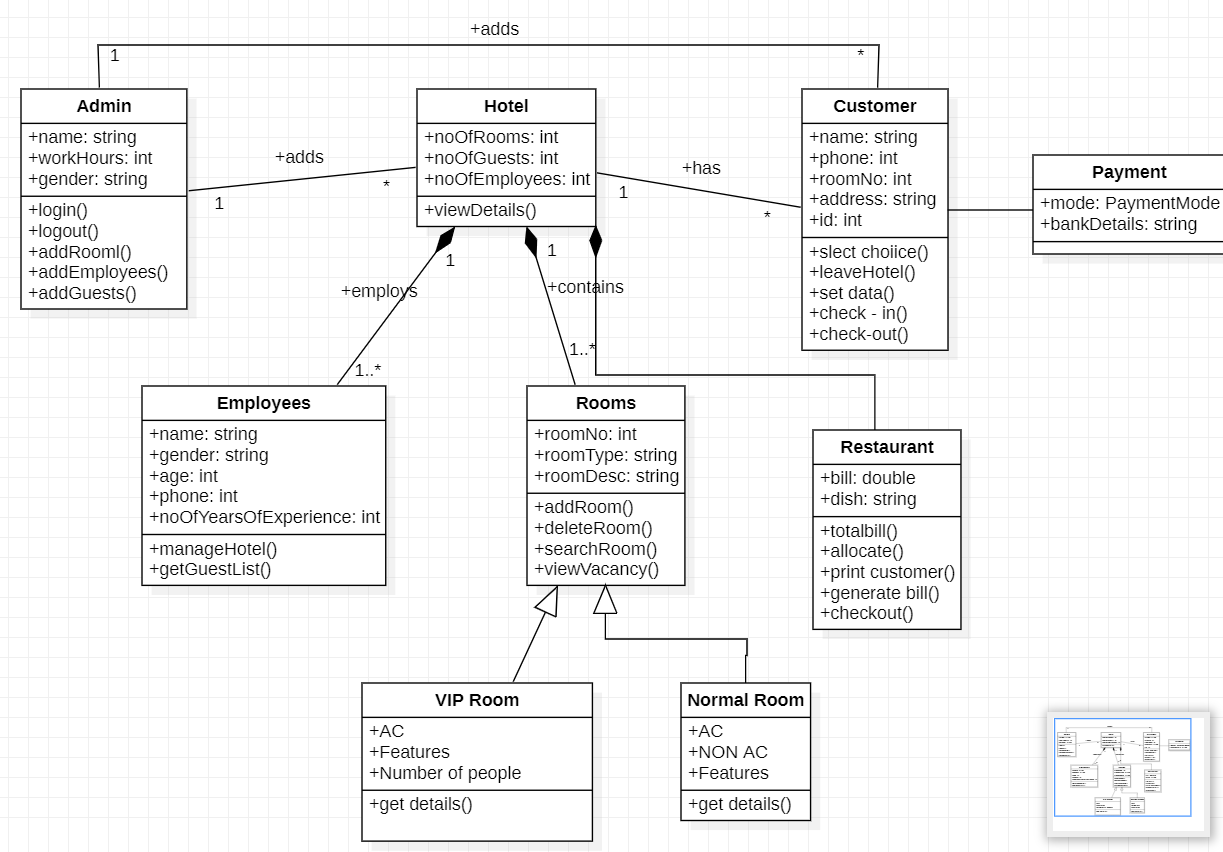 +adds
1
*
Admin
+name: string
+workHours: int
+gender: string
+login()
+logout()
+addRooml()
+addEmployees()
+addGuests()
+adds
*
1
Hotel
+noOfRooms: int
+noOfGuests: int
+noOfEmployees: int
+viewDetails()
+has
1
*
Customer
+name: string
+phone: int
+roomNo: int
+address: string
+id: int
+slect choiice()
+leaveHotel()
+set data()
+check - in()
+check-out()
Payment
+mode: PaymentMode
+bankDetails: string
1
+employs
1..*
1
+contains
1..*
Employees
+name: string
+gender: string
+age: int
+phone: int
+noOfYearsOfExperience: int
+manageHotel()
+getGuestList()
Rooms
+roomNo: int
+roomType: string
+roomDesc: string
+addRoom()
+deleteRoom()
+searchRoom()
+viewVacancy()
Restaurant
+bill: double
+dish: string
+totalbill()
+allocate()
+print customer()
+generate bill()
+checkout()
VIP Room
+AC
+Features
+Number of people
+get details()
Normal Room
+AC
+NON AC
+Features
+get details()